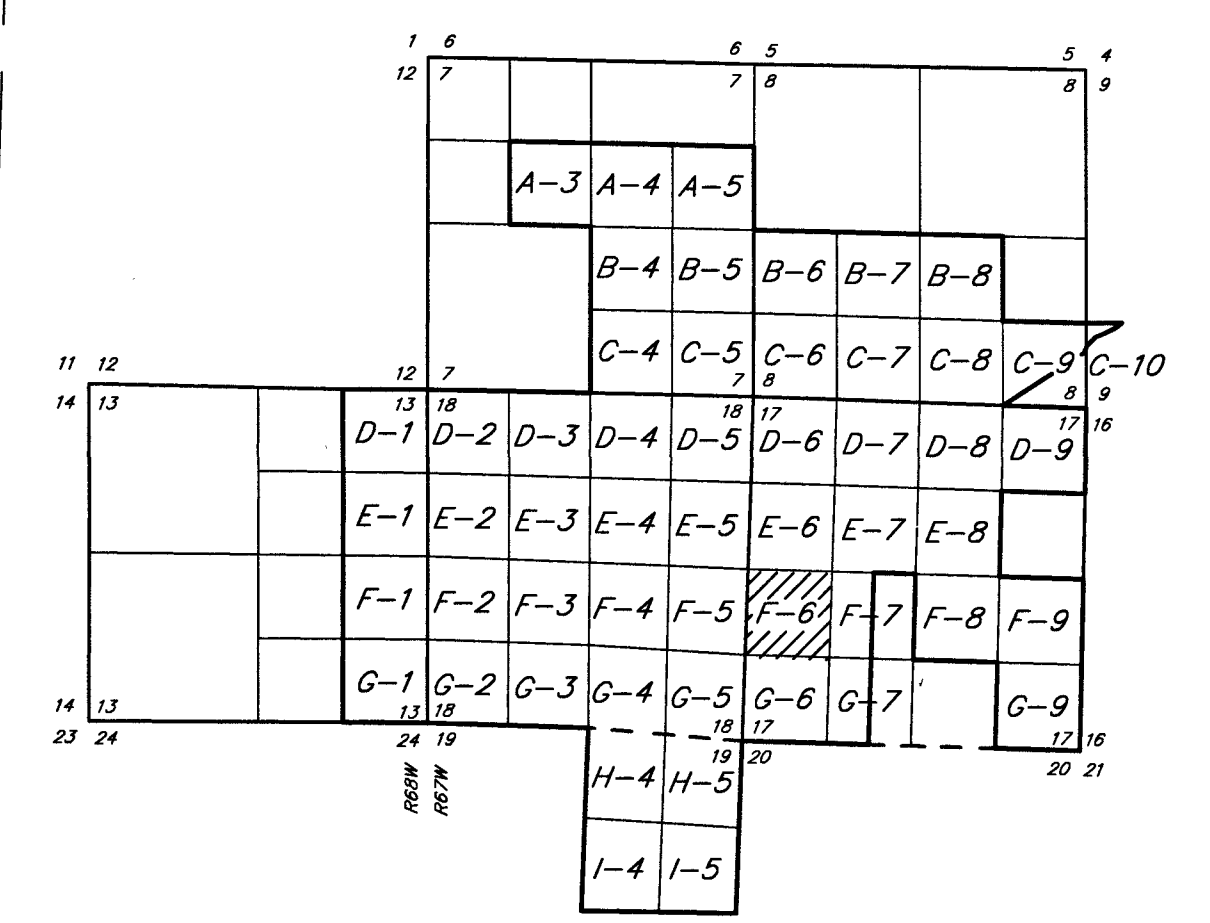 1 6 6 5 5 4
12 7 7 8 8 9
A-3 A-4 A-5
B-4 B-5 B-6 B-7 B-8
C-4 C-5 C-6 C-7 C-8 C-9 C-10
11 12 12 7 7 8 8 9
14 13 13 18 18 17 17 16
D-1 D-2 D-3 D-4 D-5 D-6 D-7 D-8 D-9
E-1 E-2 E-3 E-4 E-5 E-6 E-7 E-8
F-1 F-2 F-3 F-4 F-5 F-6 F-7 F-8 F-9
G-1 G-2 G-3 G-4 G-5 G-6 G-7 G-9
14 13 13 18 18 17 17 16
23 24 24 19 19 20 20 21
R68W
R67W
H-4 H-5
I-4 I-5